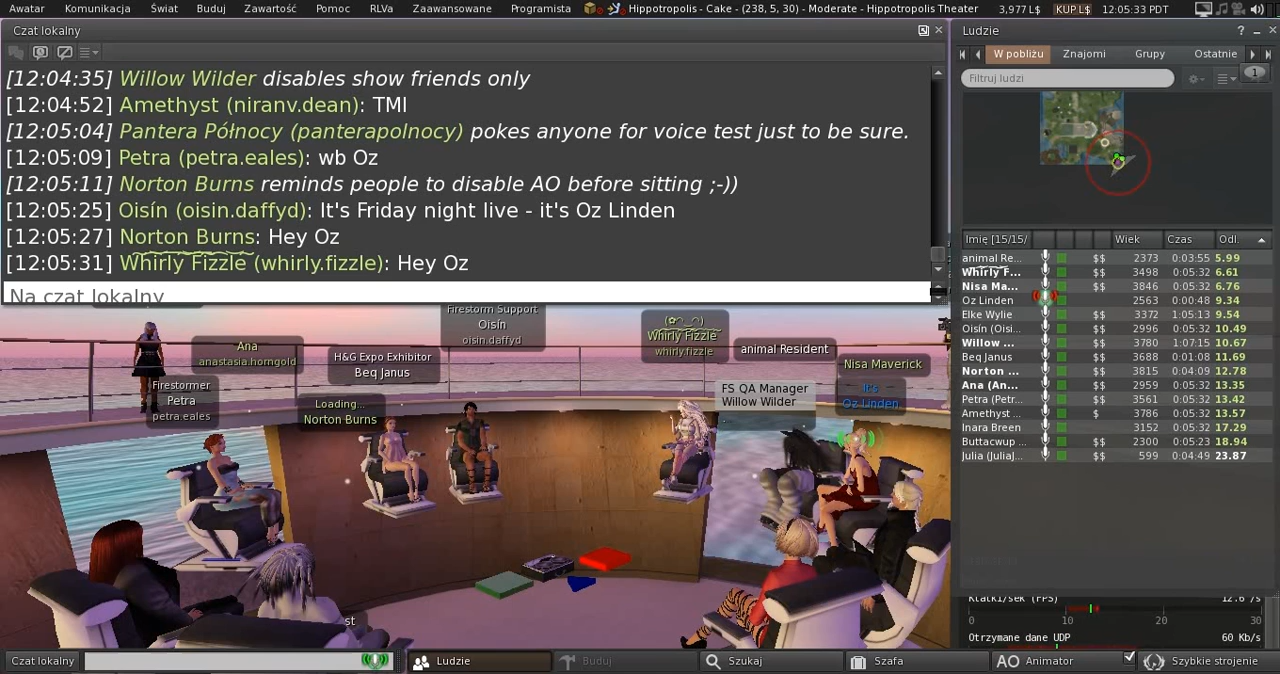 Awatar Komunikacja Świat Buduj Zawartość Pomoc RLVa Zaawansowane Programista Hippotropolis - Cake - (238, 5, 30) - Moderate - Hippotropolis Theater 3,977 L$ KUP L$ 12:05:33 PDT
Czat lokalny
[12:04:35] Willow Wilder disables show friends only
[12:04:52] Amethyst (niranv.dean): TMI
[12:05:04] Pantera Północy (panterapolnocy) pokes anyone for voice test just to be sure.
[12:05:09] Petra (petra.eales): wb Oz
[12:05:11] Norton Burns reminds people to disable AO before sitting ;-))
[12:05:25] Oisín (oisin.daffyd): It's Friday night live - it's Oz Linden
[12:05:27] Norton Burns: Hey Oz
[12:05:31] Whirly Fizzle (whirly.fizzle): Hey Oz
Na czat lokalny
Firestorm Support
Oisín
oisin.daffyd
Whirly Fizzle
whirly.fizzle
animal Resident
Nisa Maverick
Ana
anastasia.horngold
H&G Expo Exhibitor
Beq Janus
Firestormer
Petra
petra.eales
Loading...
Norton Burns
FS QA Manager
Willow Wilder
It's
Oz Linden
st
Ludzie
W pobliżu Znajomi Grupy Ostatnie
Filtruj ludzi 1
Imię [15/15/ Wiek Czas Odl.
animal Re... $$ 2373 0:03:55 5.99
Whirly F... $$ 3498 0:05:32 6.61
Nisa Ma... $$ 3846 0:05:32 6.76
Oz Linden 2563 0:00:48 9.34
Elke Wylie $$ 3372 1:05:13 9.54
Oisín (Oisi... $$ 2996 0:05:32 10.49
Willow ... $$ 3780 1:07:15 10.67
Beq Janus $$ 3688 0:01:08 11.69
Norton ... $$ 3815 0:04:09 12.78
Ana (An... $$ 2959 0:05:32 13.35
Petra (Petr... $$ 3561 0:05:32 13.42
Amethyst ... $ 3786 0:05:32 13.57
Inara Breen 3152 0:05:32 17.29
Buttacwup ... $$ 2300 0:05:23 18.94
Julia (JuliaJ... $$ 599 0:04:49 23.87
Klatki/sek (FPS) 12.6 /s
0 10 20 30
Otrzymane dane UDP 60 Kb/s
Czat lokalny Ludzie Buduj Szukaj Szafa AO Animator Szybkie strojenie